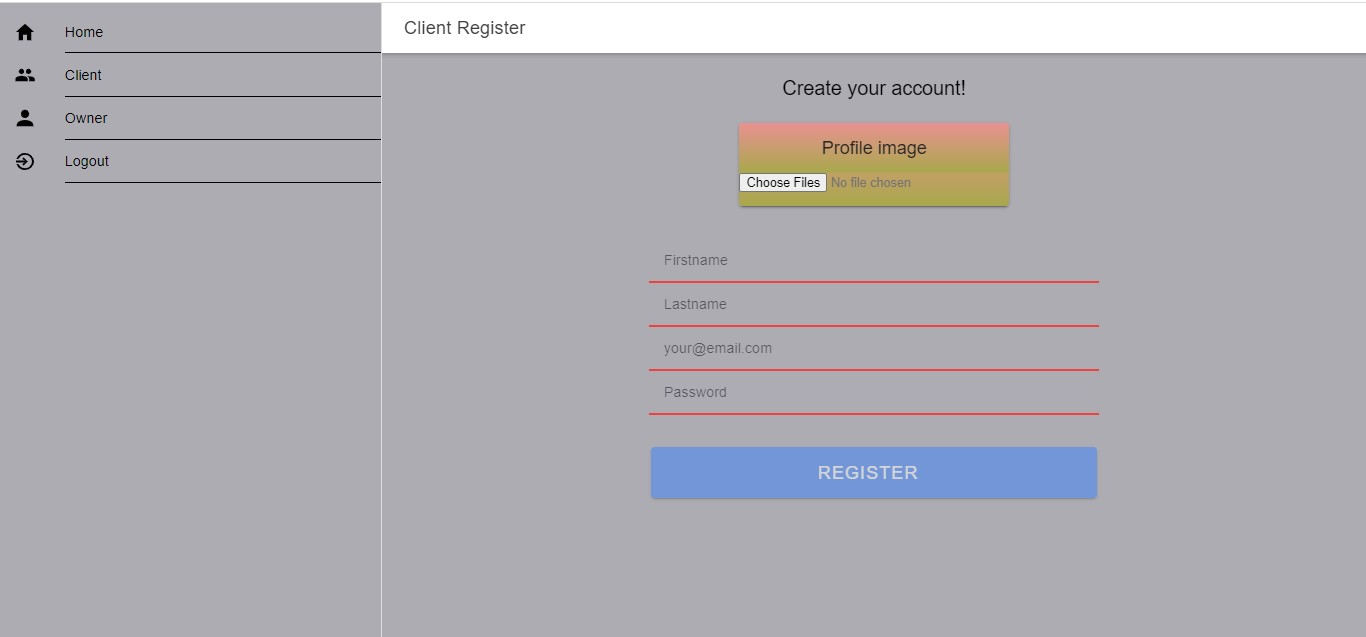 Home
Client
Owner
Logout
Client Register
Create your account!
Profile image
Choose Files No file chosen
Firstname
Lastname
your@email.com
Password
REGISTER